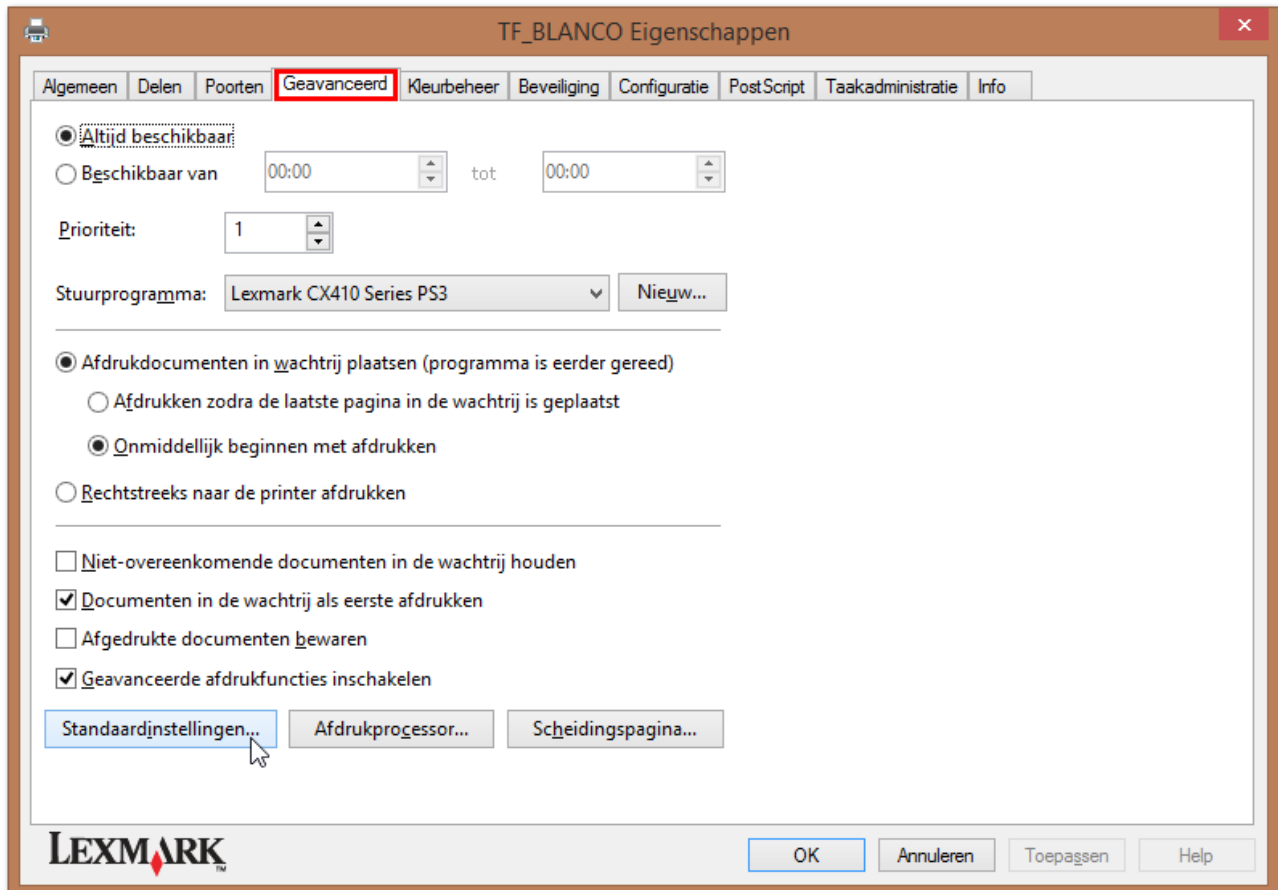 TF_BLANCO Eigenschappen
Algemeen Delen Poorten Geavanceerd Kleurbeheer Beveiliging Configuratie PostScript Taakadministratie Info
Altijd beschikbaar
Beschikbaar van 00:00 tot 00:00
Prioriteit: 1
Stuurprogramma: Lexmark CX410 Series PS3 Nieuw...
Afdrukdocumenten in wachtrij plaatsen (programma is eerder gereed)
Afdrukken zodra de laatste pagina in de wachtrij is geplaatst
Onmiddellijk beginnen met afdrukken
Rechtstreeks naar de printer afdrukken
Niet-overeenkomende documenten in de wachtrij houden
Documenten in de wachtrij als eerste afdrukken
Afgedrukte documenten bewaren
Geavanceerde afdrukfuncties inschakelen
Standaardinstellingen... Afdrukprocessor... Scheidingspagina...
LEXMARK™ OK Annuleren Toepassen Help